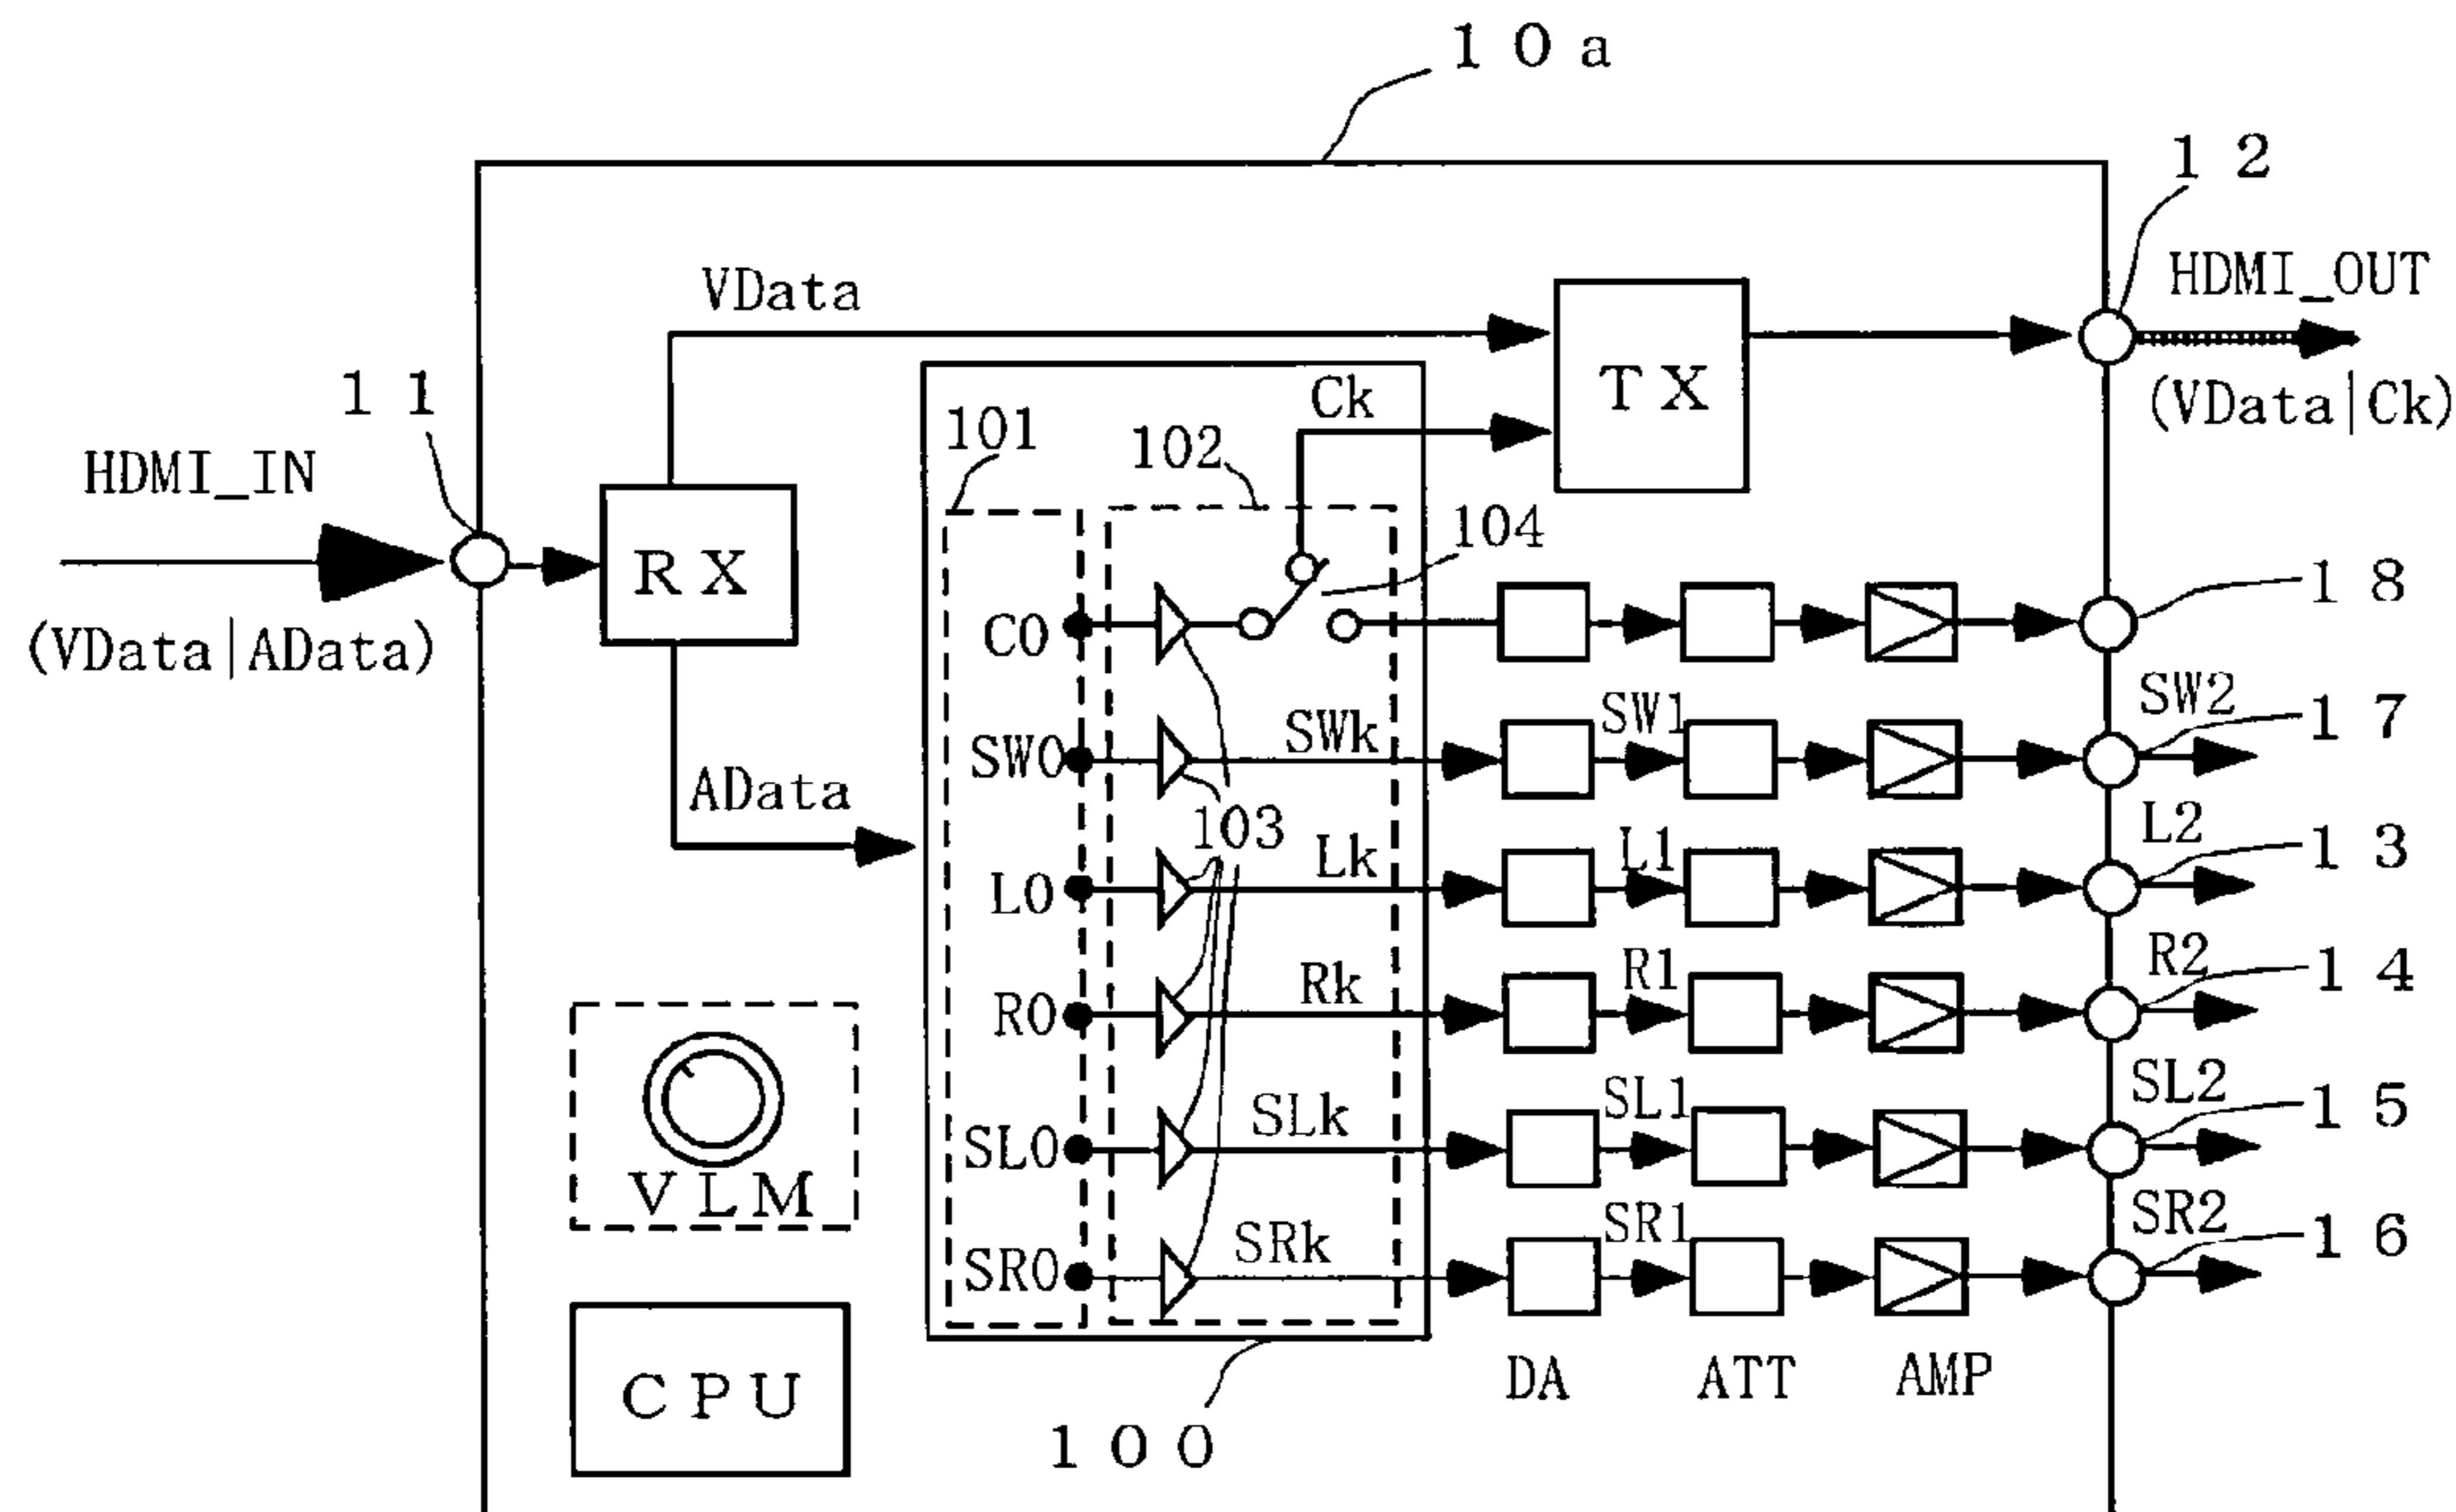 10a
12
HDMI_OUT
(VData|Ck)
VData
TX
11
HDMI_IN
(VData|AData)
RX
AData
Ck
101
102
104
18
C0
SW0
SWk
SW1
SW2
17
103
L0
Lk
L1
L2
13
R0
Rk
R1
R2
14
SL0
SLk
SL1
SL2
15
SR0
SRk
SR1
SR2
16
VLM
CPU
DA
ATT
AMP
100